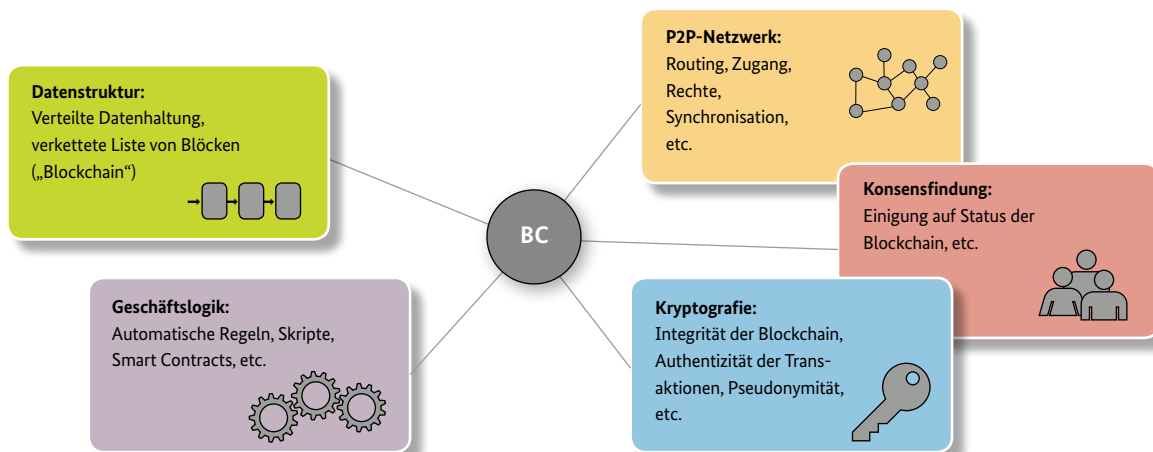 Datenstruktur:
Verteilte Datenhaltung,
verkettete Liste von Blöcken
(„Blockchain“)
P2P-Netzwerk:
Routing, Zugang,
Rechte,
Synchronisation,
etc.
BC
Konsensfindung:
Einigung auf Status der
Blockchain, etc.
Geschäftslogik:
Automatische Regeln, Skripte,
Smart Contracts, etc.
Kryptografie:
Integrität der Blockchain,
Authentizität der Trans-
aktionen, Pseudonymität,
etc.